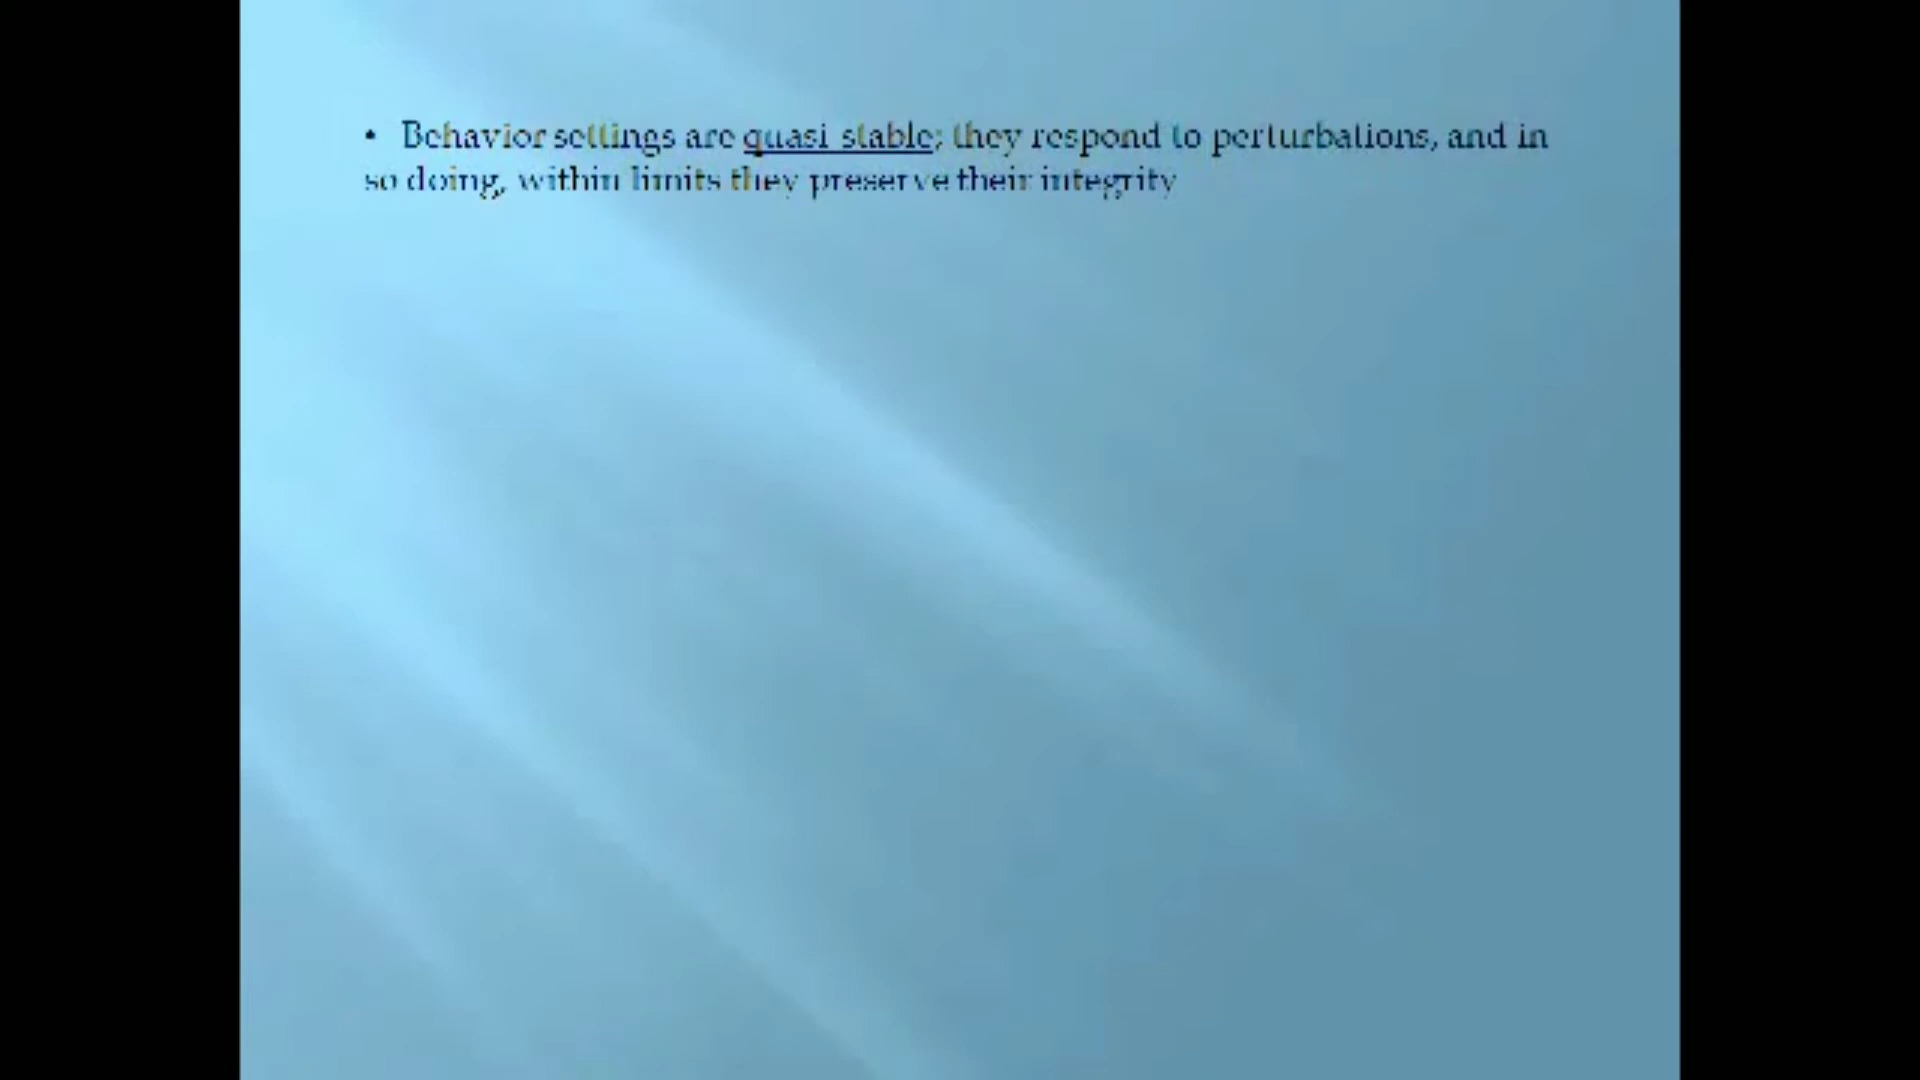 • Behavior settings are quasi stable; they respond to perturbations, and in
so doing, within limits they preserve their integrity